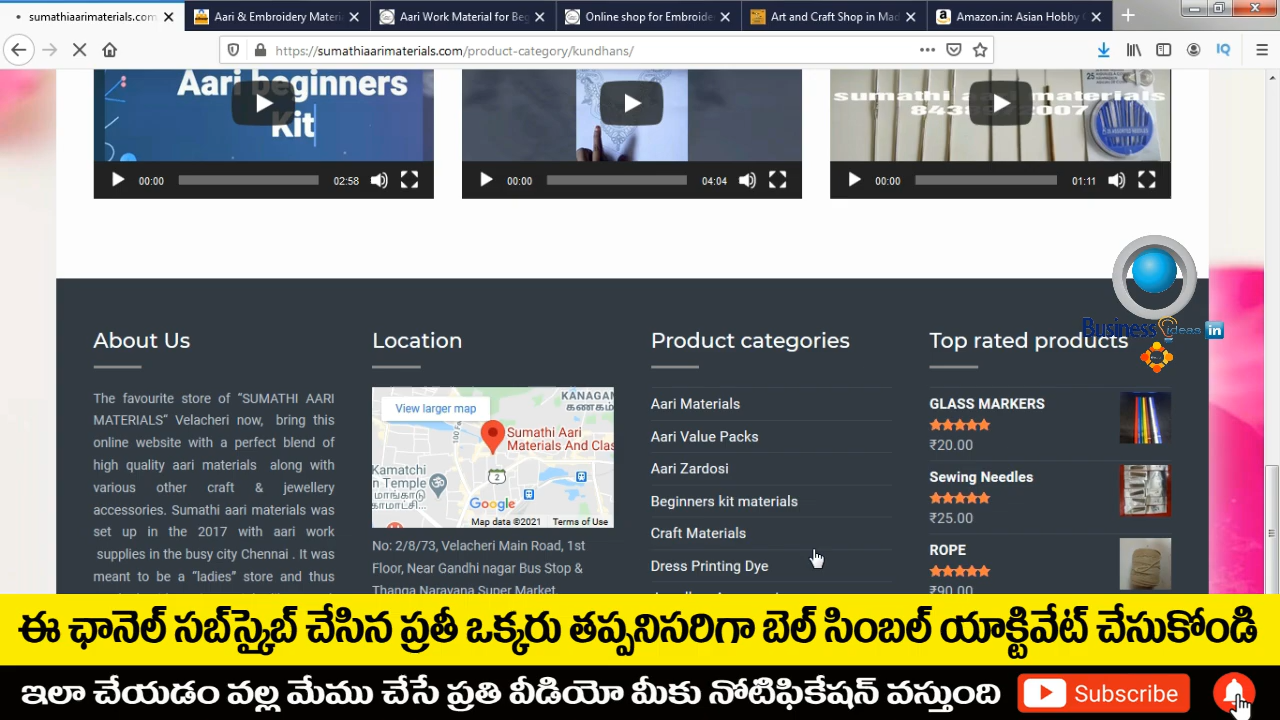 sumathiaarimaterials.com
Aari & Embroidery Materi
Aari Work Material for Beg
Online shop for Embroide
Art and Craft Shop in Mad
Amazon.in: Asian Hobby
https://sumathiaarimaterials.com/product-category/kundhans/
Aari beginners
Kit
sumathi aari materials
00:00
02:58
00:00
04:04
00:00
01:11
Business ideas in
About Us
The favourite store of "SUMATHI AARI
MATERIALS" Velacheri now, bring this
online website with a perfect blend of
high quality aari materials along with
various other craft & jewellery
accessories. Sumathi aari materials was
set up in the 2017 with aari work
supplies in the busy city Chennai . It was
meant to be a "ladies" store and thus
Location
View larger map
KANAGAM
கனகம்
Sumathi Aari
Materials And Clas
Kamatchi
n Temple
Google
Map data ©2021 Terms of Use
No: 2/8/73, Velacheri Main Road, 1st
Floor, Near Gandhi nagar Bus Stop &
Thanga Narayana Super Market
Product categories
Aari Materials
Aari Value Packs
Aari Zardosi
Beginners kit materials
Craft Materials
Dress Printing Dye
Top rated products
GLASS MARKERS
₹20.00
Sewing Needles
₹25.00
ROPE
₹90.00
ఈ ఛానెల్ సబ్‌స్క్రైబ్ చేసిన ప్రతీ ఒక్కరు తప్పనిసరిగా బెల్ సింబల్ యాక్టివేట్ చేసుకోండి
ఇలా చేయడం వల్ల మేము చేసే ప్రతి వీడియో మీకు నోటిఫికేషన్ వస్తుంది
Subscribe